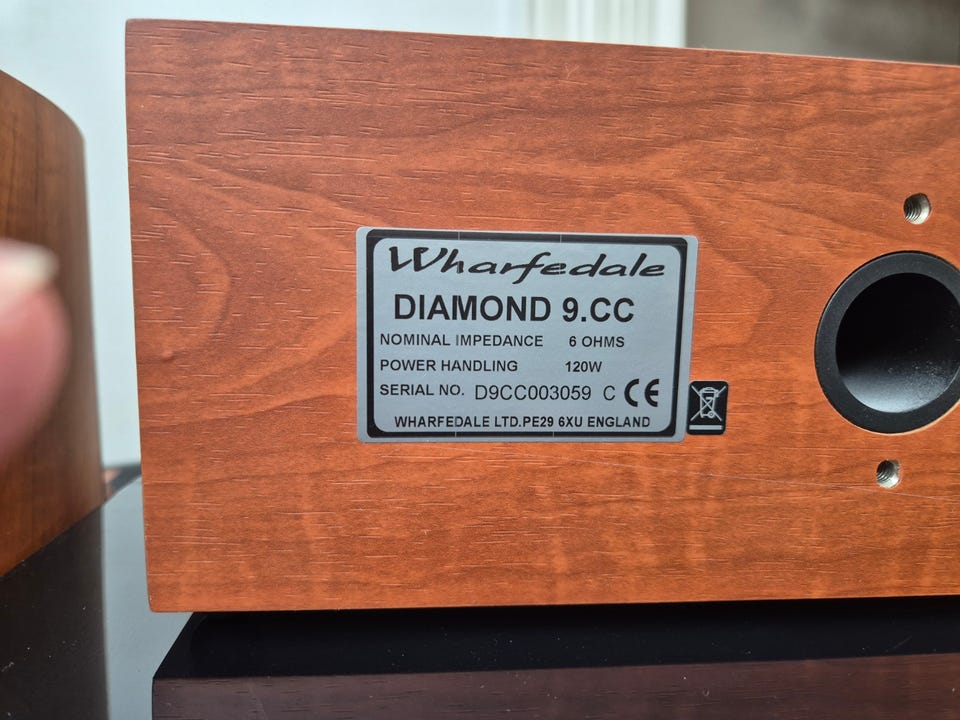 Wharfedale
DIAMOND 9.CC
NOMINAL IMPEDANCE 6 OHMS
POWER HANDLING 120W
SERIAL NO. D9CC003059 C CE
WHARFEDALE LTD.PE29 6XU ENGLAND